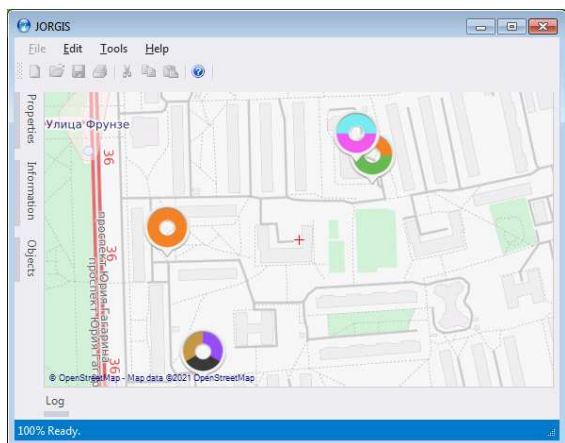 JORGIS
File Edit Tools Help
Properties
Information
Objects
Улица Фрунзе
36
36
проспект Юрия Гагарина
проспект Юрия Гага
36
© OpenStreetMap - Map data ©2021 OpenStreetMap
Log
100% Ready.